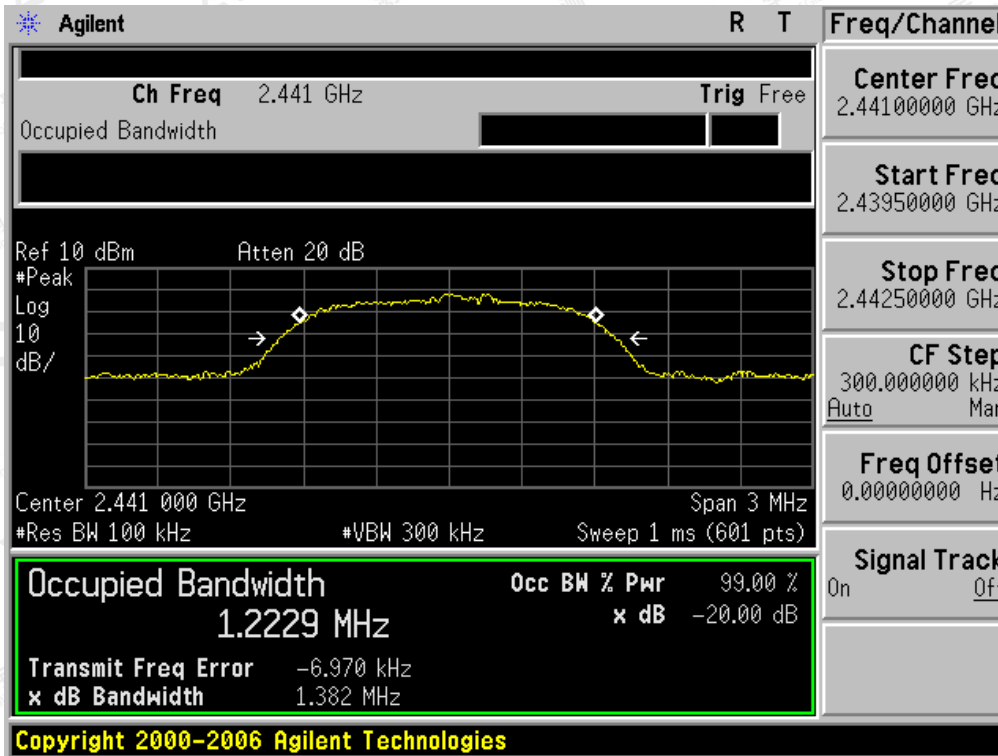 Agilent R T
Freq/Channel
Ch Freq 2.441 GHz Trig Free
Occupied Bandwidth
Ref 10 dBm Atten 20 dB
#Peak
Log
10
dB/
Center 2.441 000 GHz Span 3 MHz
#Res BW 100 kHz #VBW 300 kHz Sweep 1 ms (601 pts)
Occupied Bandwidth
1.2229 MHz
Occ BW % Pwr 99.00 %
x dB -20.00 dB
Transmit Freq Error -6.970 kHz
x dB Bandwidth 1.382 MHz
Center Freq
2.44100000 GHz
Start Freq
2.43950000 GHz
Stop Freq
2.44250000 GHz
CF Step
300.000000 kHz
Auto Man
Freq Offset
0.00000000 Hz
Signal Track
On Off
Copyright 2000-2006 Agilent Technologies